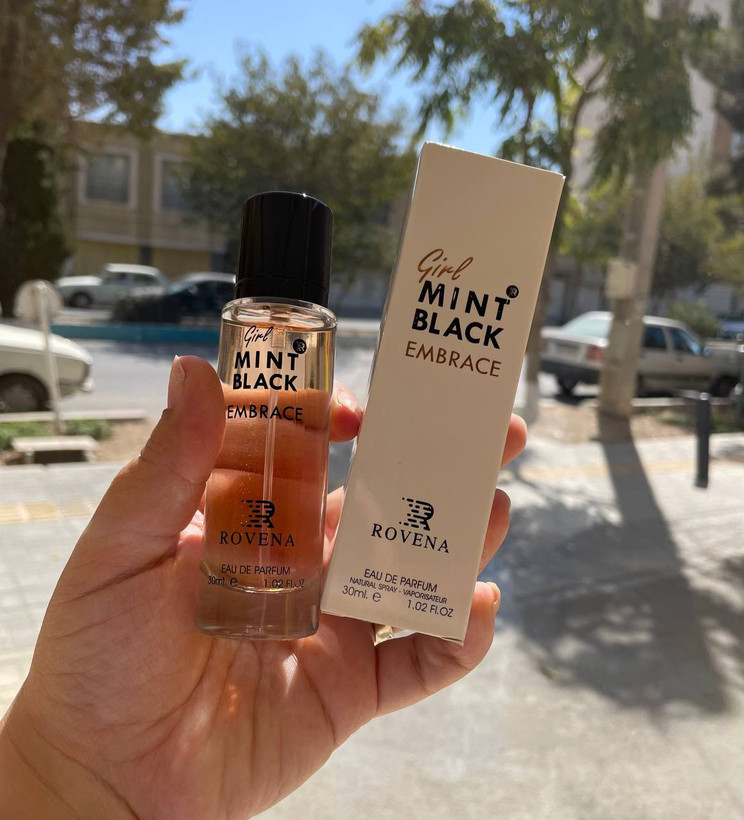 Girl
MINT R
BLACK
EMBRACE
R
ROVENA
EAU DE PARFUM
30ml. e 1.02 Fl.OZ
Girl
MINT R
BLACK
EMBRACE
R
ROVENA
EAU DE PARFUM
NATURAL SPRAY - VAPORISATEUR
30ml. e 1.02 Fl.OZ